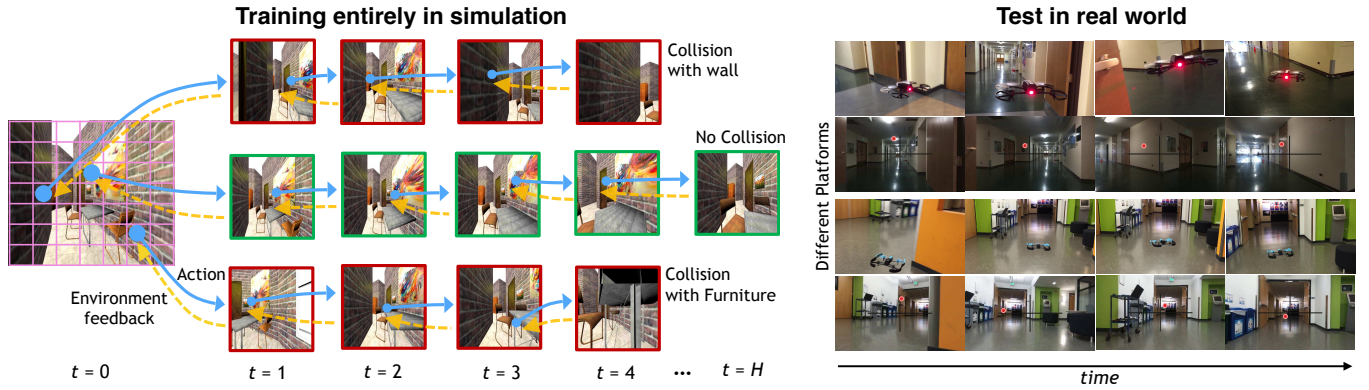 Training entirely in simulation
Test in real world
Collision
with wall
No Collision
Action
Environment
feedback
Collision
with Furniture
t = 0
t = 1
t = 2
t = 3
t = 4
...
t = H
Different Platforms
time